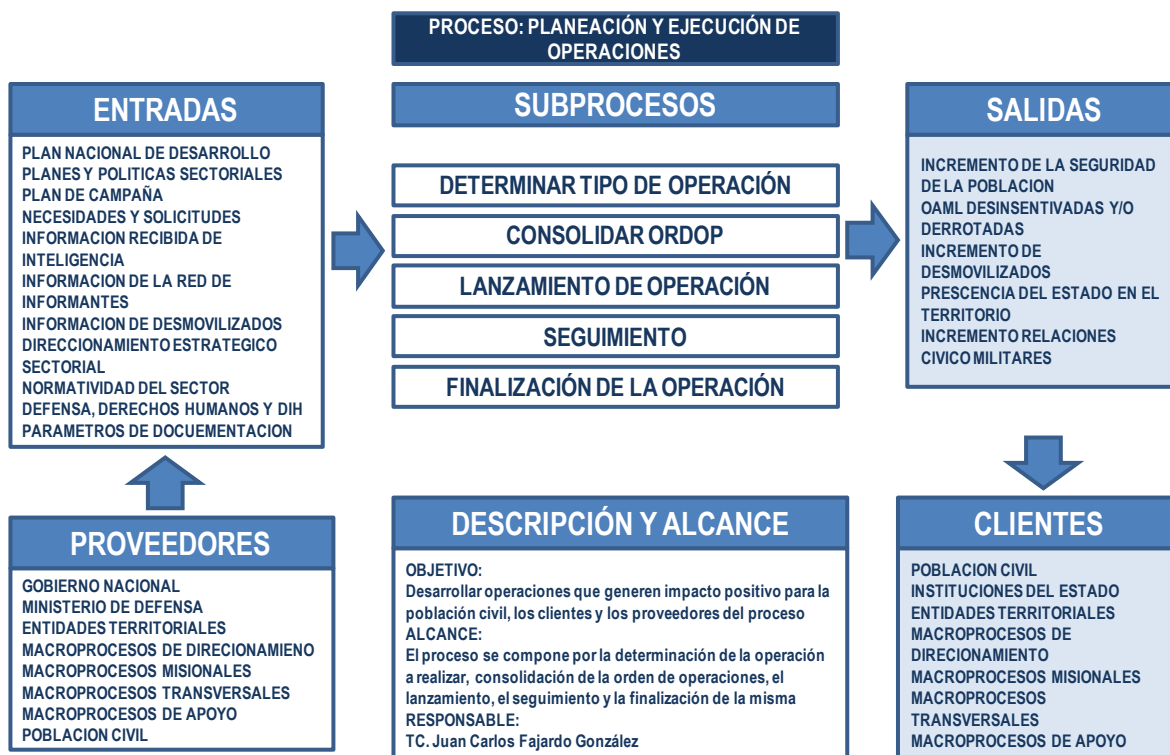 PROCESO: PLANEACIÓN Y EJECUCIÓN DE
OPERACIONES
ENTRADAS
PLAN NACIONAL DE DESARROLLO
PLANES Y POLITICAS SECTORIALES
PLAN DE CAMPAÑA
NECESIDADES Y SOLICITUDES
INFORMACION RECIBIDA DE
INTELIGENCIA
INFORMACION DE LA RED DE
INFORMANTES
INFORMACION DE DESMOVILIZADOS
DIRECCIONAMIENTO ESTRATEGICO
SECTORIAL
NORMATIVIDAD DEL SECTOR
DEFENSA, DERECHOS HUMANOS Y DIH
PARAMETROS DE DOCUEMENTACION
SUBPROCESOS
DETERMINAR TIPO DE OPERACIÓN
CONSOLIDAR ORDOP
LANZAMIENTO DE OPERACIÓN
SEGUIMIENTO
FINALIZACIÓN DE LA OPERACIÓN
SALIDAS
INCREMENTO DE LA SEGURIDAD
DE LA POBLACION
OAML DESINSENTIVADAS Y/O
DERROTADAS
INCREMENTO DE
DESMOVILIZADOS
PRESCENCIA DEL ESTADO EN EL
TERRITORIO
INCREMENTO RELACIONES
CIVICO MILITARES
PROVEEDORES
GOBIERNO NACIONAL
MINISTERIO DE DEFENSA
ENTIDADES TERRITORIALES
MACROPROCESOS DE DIRECIONAMIENO
MACROPROCESOS MISIONALES
MACROPROCESOS TRANSVERSALES
MACROPROCESOS DE APOYO
POBLACION CIVIL
DESCRIPCIÓN Y ALCANCE
OBJETIVO:
Desarrollar operaciones que generen impacto positivo para la
población civil, los clientes y los proveedores del proceso
ALCANCE:
El proceso se compone por la determinación de la operación
a realizar, consolidación de la orden de operaciones, el
lanzamiento, el seguimiento y la finalización de la misma
RESPONSABLE:
TC. Juan Carlos Fajardo González
CLIENTES
POBLACION CIVIL
INSTITUCIONES DEL ESTADO
ENTIDADES TERRITORIALES
MACROPROCESOS DE
DIRECIONAMIENTO
MACROPROCESOS MISIONALES
MACROPROCESOS
TRANSVERSALES
MACROPROCESOS DE APOYO